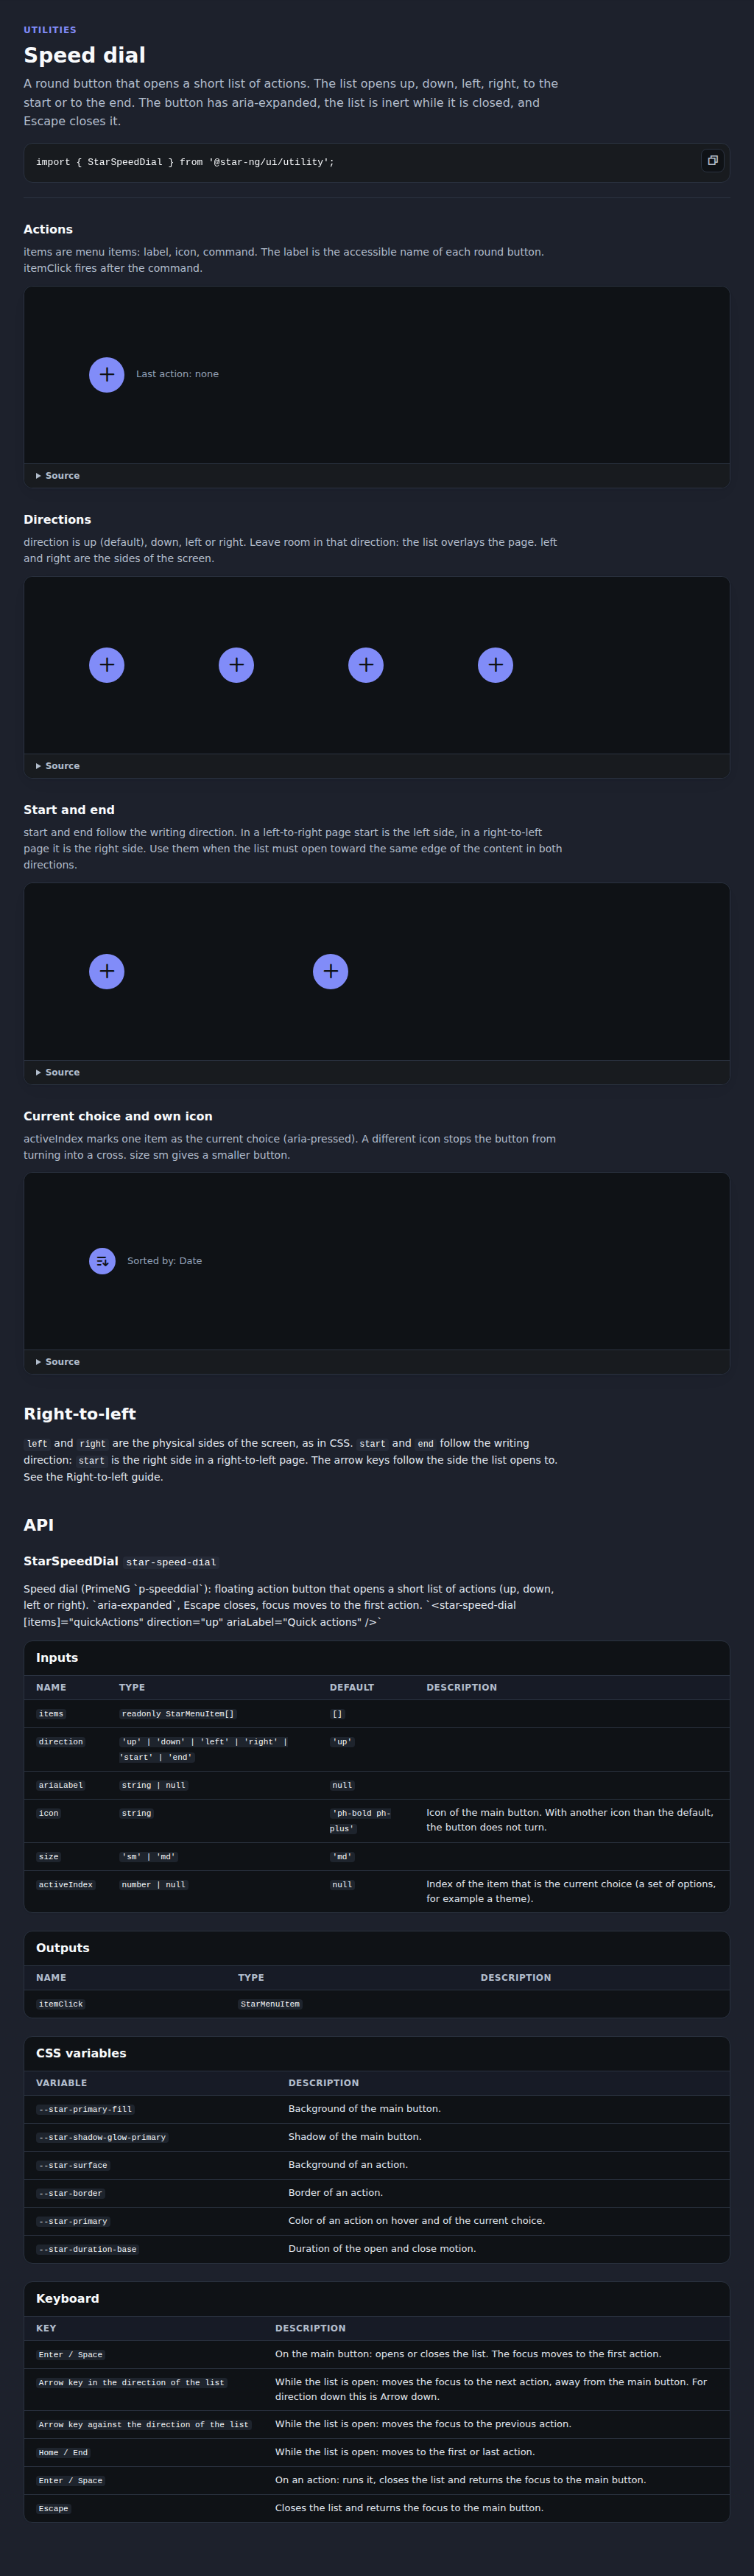 UTILITIES
Speed dial
A round button that opens a short list of actions. The list opens up, down, left, right, to the
start or to the end. The button has aria-expanded, the list is inert while it is closed, and
Escape closes it.
import { StarSpeedDial } from '@star-ng/ui/utility';
Actions
items are menu items: label, icon, command. The label is the accessible name of each round button.
itemClick fires after the command.
Last action: none
Source
Directions
direction is up (default), down, left or right. Leave room in that direction: the list overlays the page. left
and right are the sides of the screen.
Source
Start and end
start and end follow the writing direction. In a left-to-right page start is the left side, in a right-to-left
page it is the right side. Use them when the list must open toward the same edge of the content in both
directions.
Source
Current choice and own icon
activeIndex marks one item as the current choice (aria-pressed). A different icon stops the button from
turning into a cross. size sm gives a smaller button.
Sorted by: Date
Source
Right-to-left
left and right are the physical sides of the screen, as in CSS. start and end follow the writing
direction: start is the right side in a right-to-left page. The arrow keys follow the side the list opens to.
See the Right-to-left guide.
API
StarSpeedDial star-speed-dial
Speed dial (PrimeNG `p-speeddial`): floating action button that opens a short list of actions (up, down,
left or right). `aria-expanded`, Escape closes, focus moves to the first action. `<star-speed-dial
[items]="quickActions" direction="up" ariaLabel="Quick actions" />`
Inputs
NAME TYPE DEFAULT DESCRIPTION
items readonly StarMenuItem[] []
direction 'up' | 'down' | 'left' | 'right' | 'up'
'start' | 'end'
ariaLabel string | null null
icon string 'ph-bold ph- Icon of the main button. With another icon than the default,
plus' the button does not turn.
size 'sm' | 'md' 'md'
activeIndex number | null null Index of the item that is the current choice (a set of options,
for example a theme).
Outputs
NAME TYPE DESCRIPTION
itemClick StarMenuItem
CSS variables
VARIABLE DESCRIPTION
--star-primary-fill Background of the main button.
--star-shadow-glow-primary Shadow of the main button.
--star-surface Background of an action.
--star-border Border of an action.
--star-primary Color of an action on hover and of the current choice.
--star-duration-base Duration of the open and close motion.
Keyboard
KEY DESCRIPTION
Enter / Space On the main button: opens or closes the list. The focus moves to the first action.
Arrow key in the direction of the list While the list is open: moves the focus to the next action, away from the main button. For
direction down this is Arrow down.
Arrow key against the direction of the list While the list is open: moves the focus to the previous action.
Home / End While the list is open: moves to the first or last action.
Enter / Space On an action: runs it, closes the list and returns the focus to the main button.
Escape Closes the list and returns the focus to the main button.